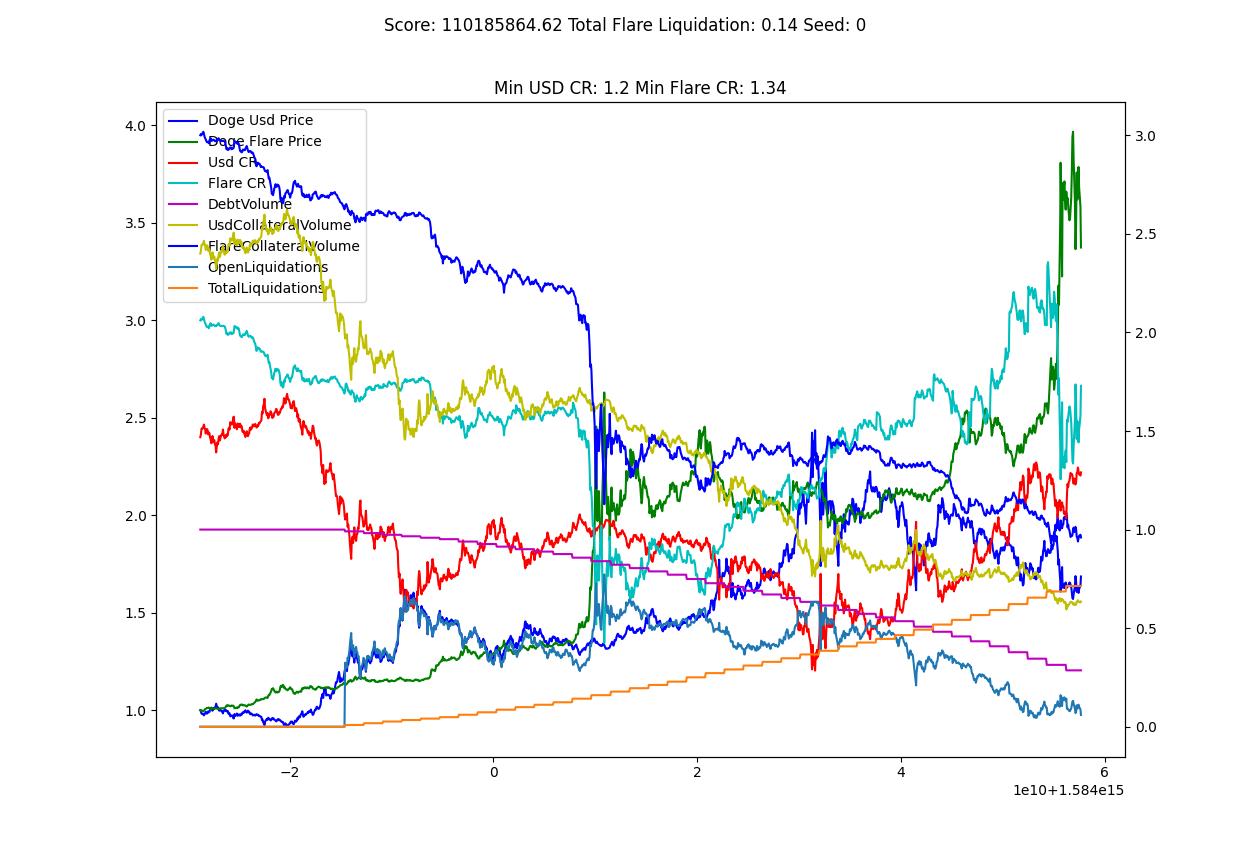 Score: 110185864.62 Total Flare Liquidation: 0.14 Seed: 0
Min USD CR: 1.2 Min Flare CR: 1.34
Doge Usd Price
Doge Flare Price
Usd CR
Flare CR
DebtVolume
UsdCollateralVolume
FlareCollateralVolume
OpenLiquidations
TotalLiquidations
4.0
3.5
3.0
2.5
2.0
1.5
1.0
3.0
2.5
2.0
1.5
1.0
0.5
0.0
−2
0
2
4
6
1e10+1.584e15